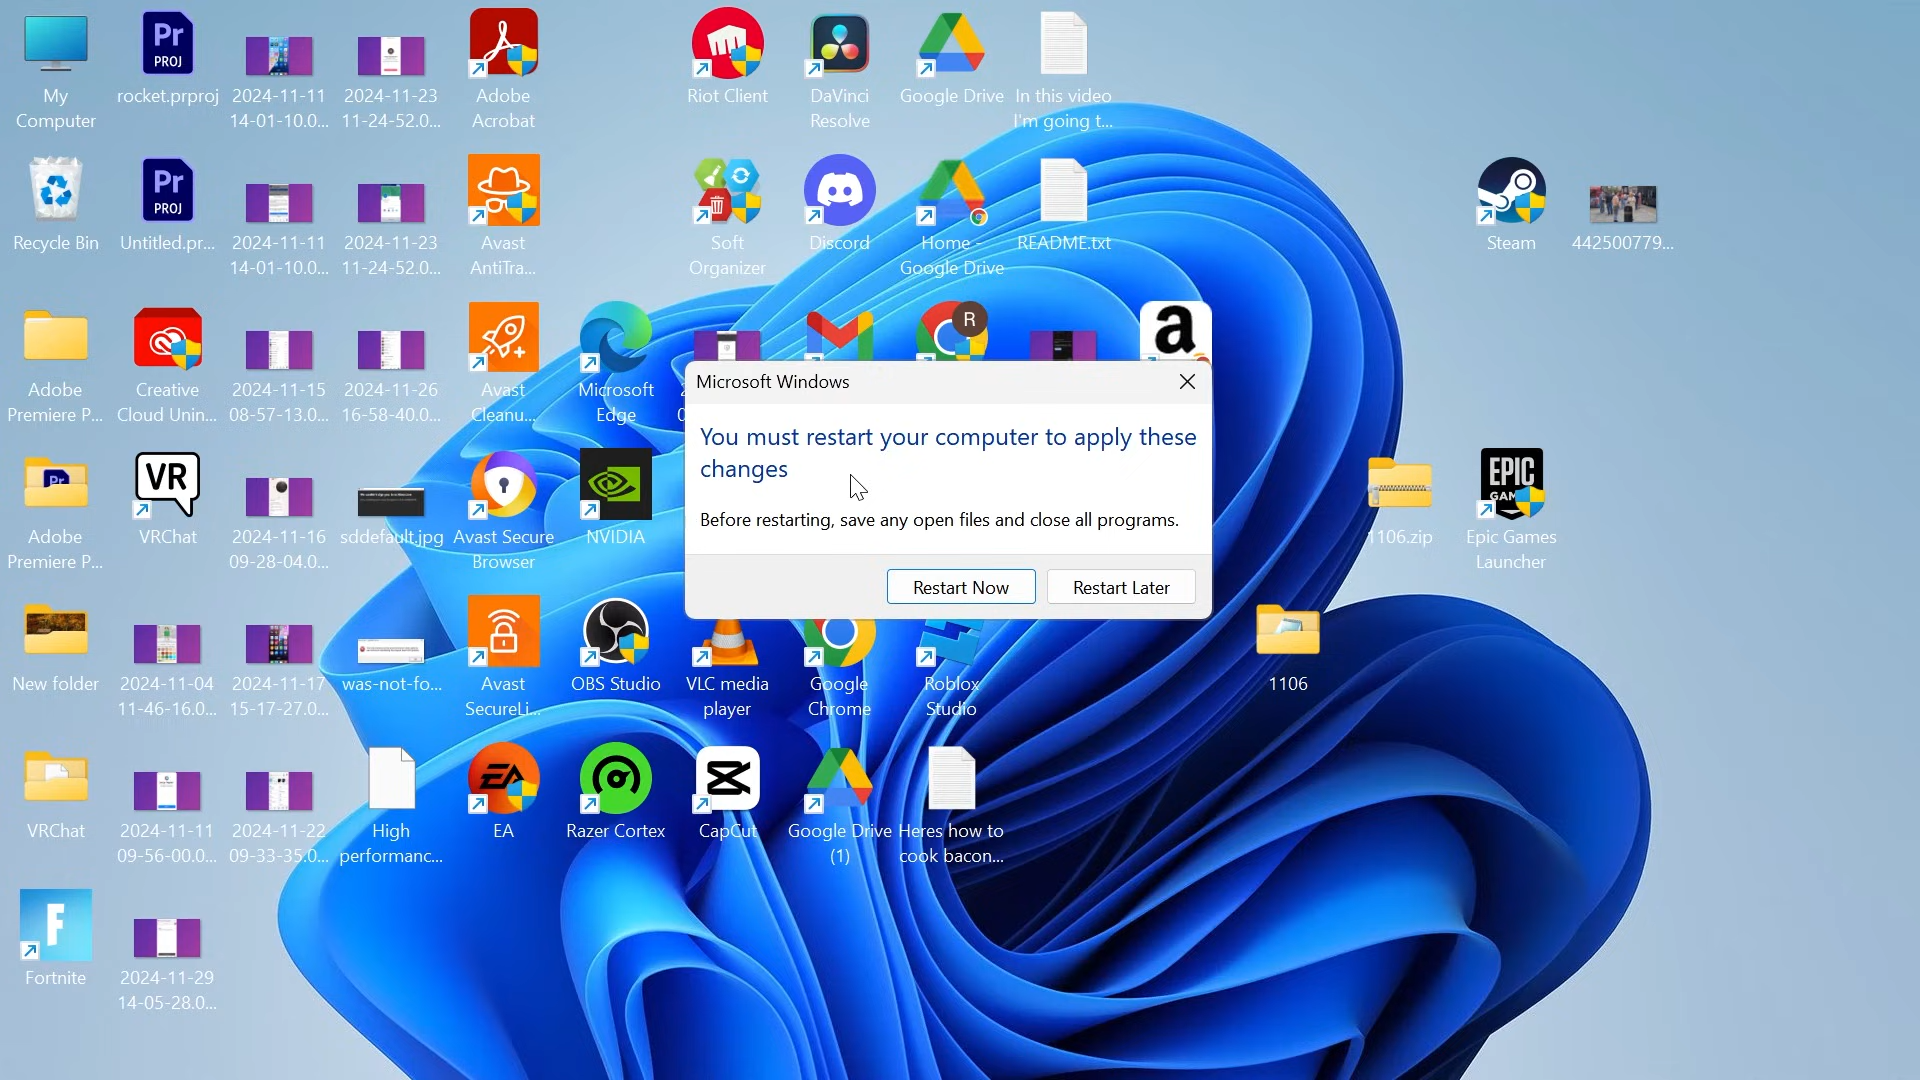 My
Computer
Pr
PROJ
rocket.prproj
2024-11-11
14-01-10.0...
2024-11-23
11-24-52.0...
Adobe
Acrobat
Riot Client
DaVinci
Resolve
Google Drive
In this video
I'm going t...
Recycle Bin
Pr
PROJ
Untitled.pr...
2024-11-11
14-01-10.0...
2024-11-23
11-24-52.0...
Avast
AntiTra...
Soft
Organizer
Discord
Home -
Google Drive
README.txt
Steam
442500779...
Adobe
Premiere P...
Creative
Cloud Unin...
2024-11-15
08-57-13.0...
2024-11-26
16-58-40.0...
Avast
Cleanu...
Microsoft
Edge
R
a
Microsoft Windows
You must restart your computer to apply these
changes
Before restarting, save any open files and close all programs.
Restart Now
Restart Later
Pr
Adobe
Premiere P...
VR
VRChat
2024-11-16
09-28-04.0...
sddefault.jpg
Avast Secure
Browser
NVIDIA
1106.zip
EPIC
GAMES
Epic Games
Launcher
New folder
2024-11-04
11-46-16.0...
2024-11-17
15-17-27.0...
was-not-fo...
Avast
SecureLi...
OBS Studio
VLC media
player
Google
Chrome
Roblox
Studio
1106
VRChat
2024-11-11
09-56-00.0...
2024-11-22
09-33-35.0...
High
performanc...
EA
EA
Razer Cortex
CapCut
Google Drive
(1)
Heres how to
cook bacon...
F
Fortnite
2024-11-29
14-05-28.0...